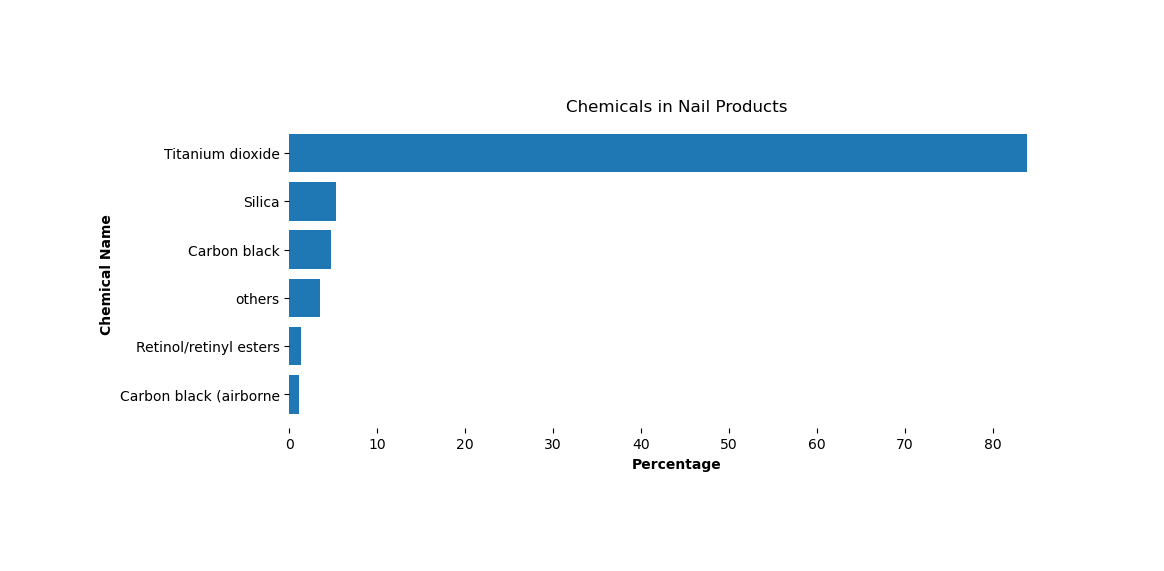 Chemicals in Nail Products
Titanium dioxide
Silica
Carbon black
others
Retinol/retinyl esters
Carbon black (airborne
Chemical Name
0 10 20 30 40 50 60 70 80
Percentage